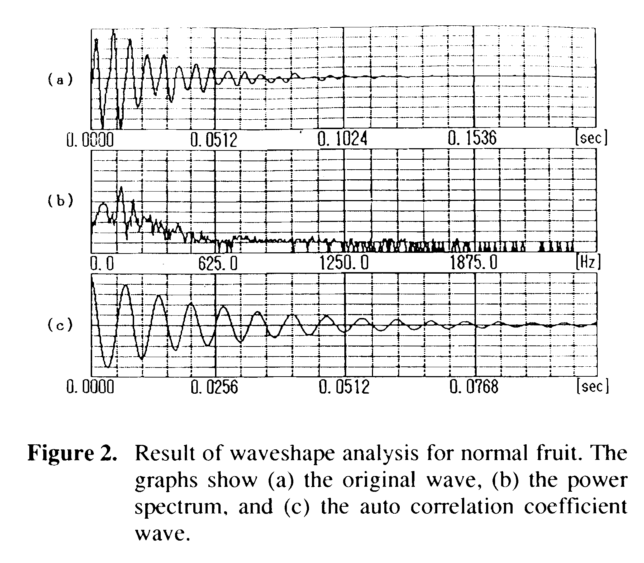 (a)
0.0000 0.0512 0.1024 0.1536 [sec]
(b)
0.0 625.0 1250.0 1875.0 [Hz]
(c)
0.0000 0.0256 0.0512 0.0768 [sec]
Figure 2. Result of waveshape analysis for normal fruit. The
graphs show (a) the original wave, (b) the power
spectrum, and (c) the auto correlation coefficient
wave.